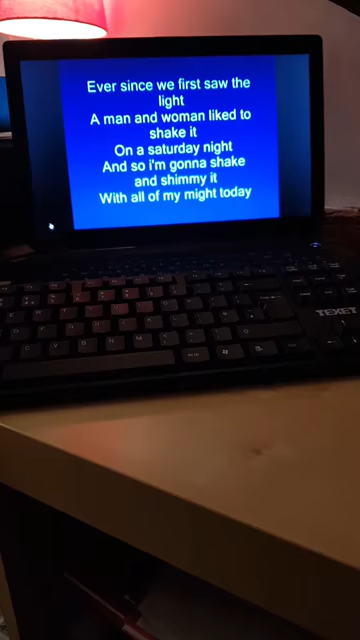 Ever since we first saw the
light
A man and woman liked to
shake it
On a saturday night
And so i'm gonna shake
and shimmy it
With all of my might today
TEXET